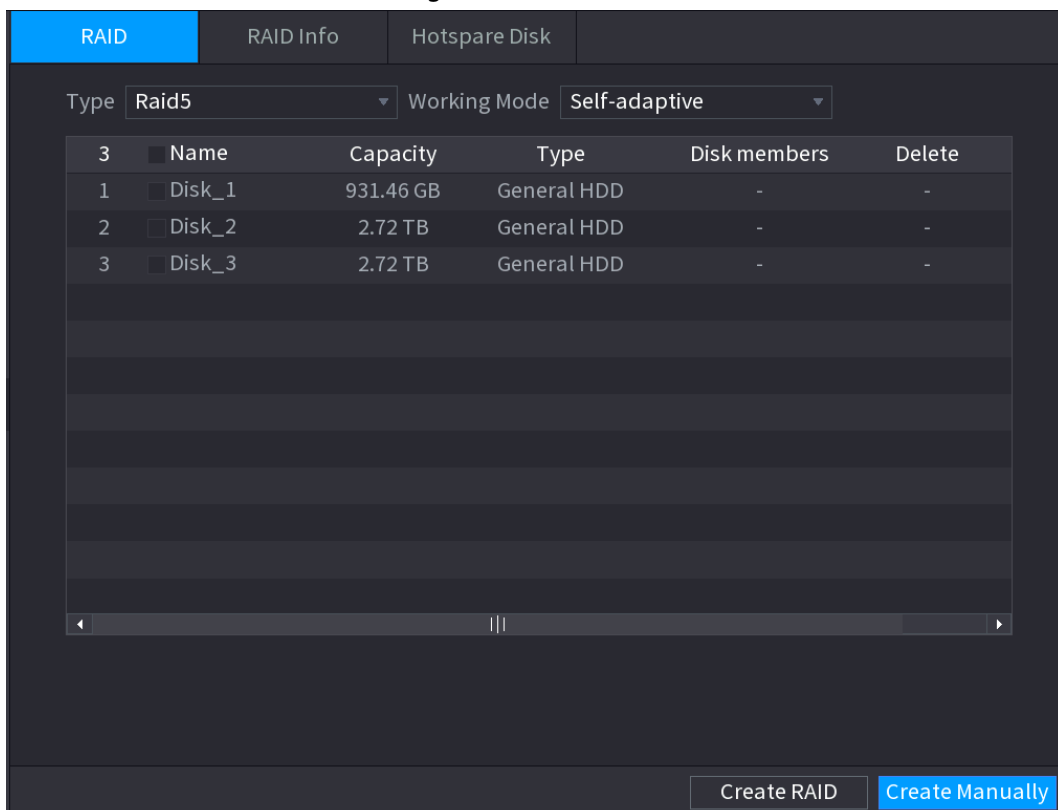 RAID RAID Info Hotspare Disk
Type Raid5 Working Mode Self-adaptive
3 Name Capacity Type Disk members Delete
1 Disk_1 931.46 GB General HDD - -
2 Disk_2 2.72 TB General HDD - -
3 Disk_3 2.72 TB General HDD - -
Create RAID Create Manually